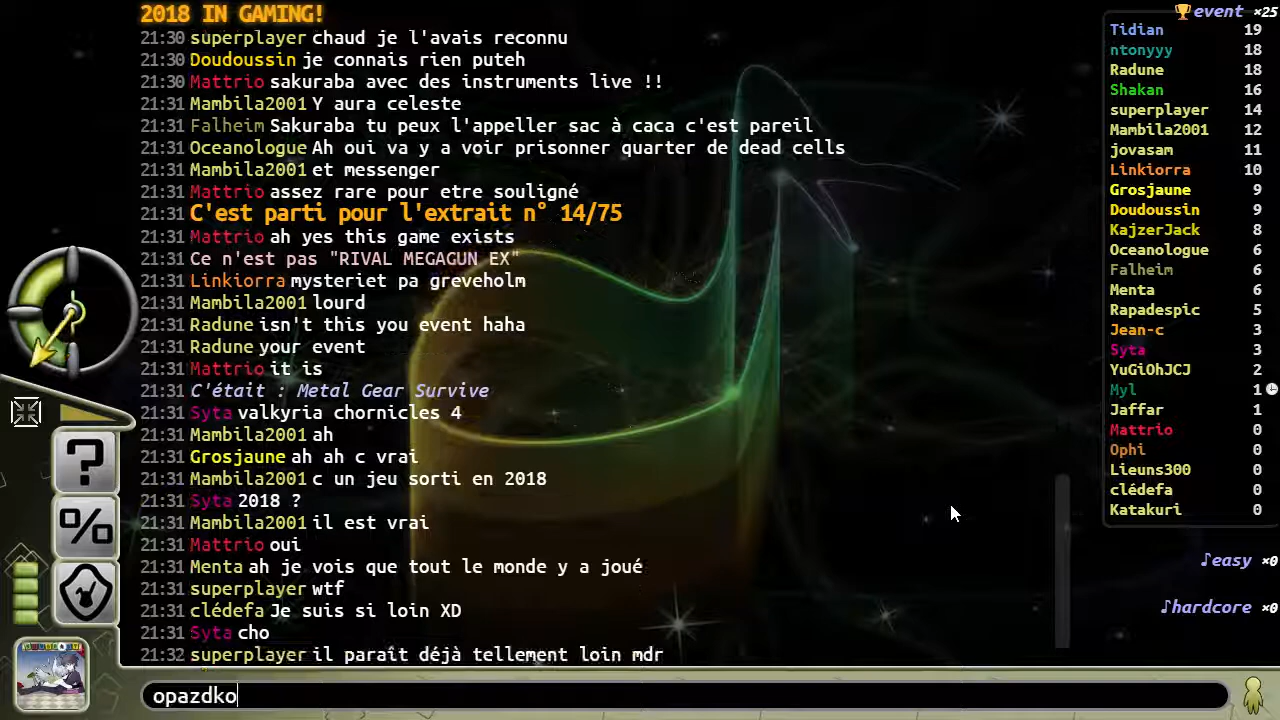 2018 IN GAMING!
21:30 superplayer chaud je l'avais reconnu
21:30 Doudoussin je connais rien puteh
21:30 Mattrio sakuraba avec des instruments live !!
21:31 Mambila2001 Y aura celeste
21:31 Falheim Sakuraba tu peux l'appeller sac à caca c'est pareil
21:31 Oceanologue Ah oui va y a voir prisonner quarter de dead cells
21:31 Mambila2001 et messenger
21:31 Mattrio assez rare pour etre souligné
21:31 C'est parti pour l'extrait n° 14/75
21:31 Mattrio ah yes this game exists
21:31 Ce n'est pas "RIVAL MEGAGUN EX"
21:31 Linkiorra mysteriet pa greveholm
21:31 Mambila2001 lourd
21:31 Radune isn't this you event haha
21:31 Radune your event
21:31 Mattrio it is
21:31 C'était : Metal Gear Survive
21:31 Syta valkyria chornicles 4
21:31 Mambila2001 ah
21:31 Grosjaune ah ah c vrai
21:31 Mambila2001 c un jeu sorti en 2018
21:31 Syta 2018 ?
21:31 Mambila2001 il est vrai
21:31 Mattrio oui
21:31 Menta ah je vois que tout le monde y a joué
21:31 superplayer wtf
21:31 clédefa Je suis si loin XD
21:31 Syta cho
21:32 superplayer il paraît déjà tellement loin mdr
opazdko
event ×25
Tidian 19
ntonyyy 18
Radune 18
Shakan 16
superplayer 14
Mambila2001 12
jovasam 11
Linkiorra 10
Grosjaune 9
Doudoussin 9
KajzerJack 8
Oceanologue 6
Falheim 6
Menta 6
Rapadespic 5
Jean-c 3
Syta 3
YuGiOhJCJ 2
Myl 1
Jaffar 1
Mattrio 0
Ophi 0
Lieuns300 0
clédefa 0
Katakuri 0
♪easy ×0
♪hardcore ×0
?
%